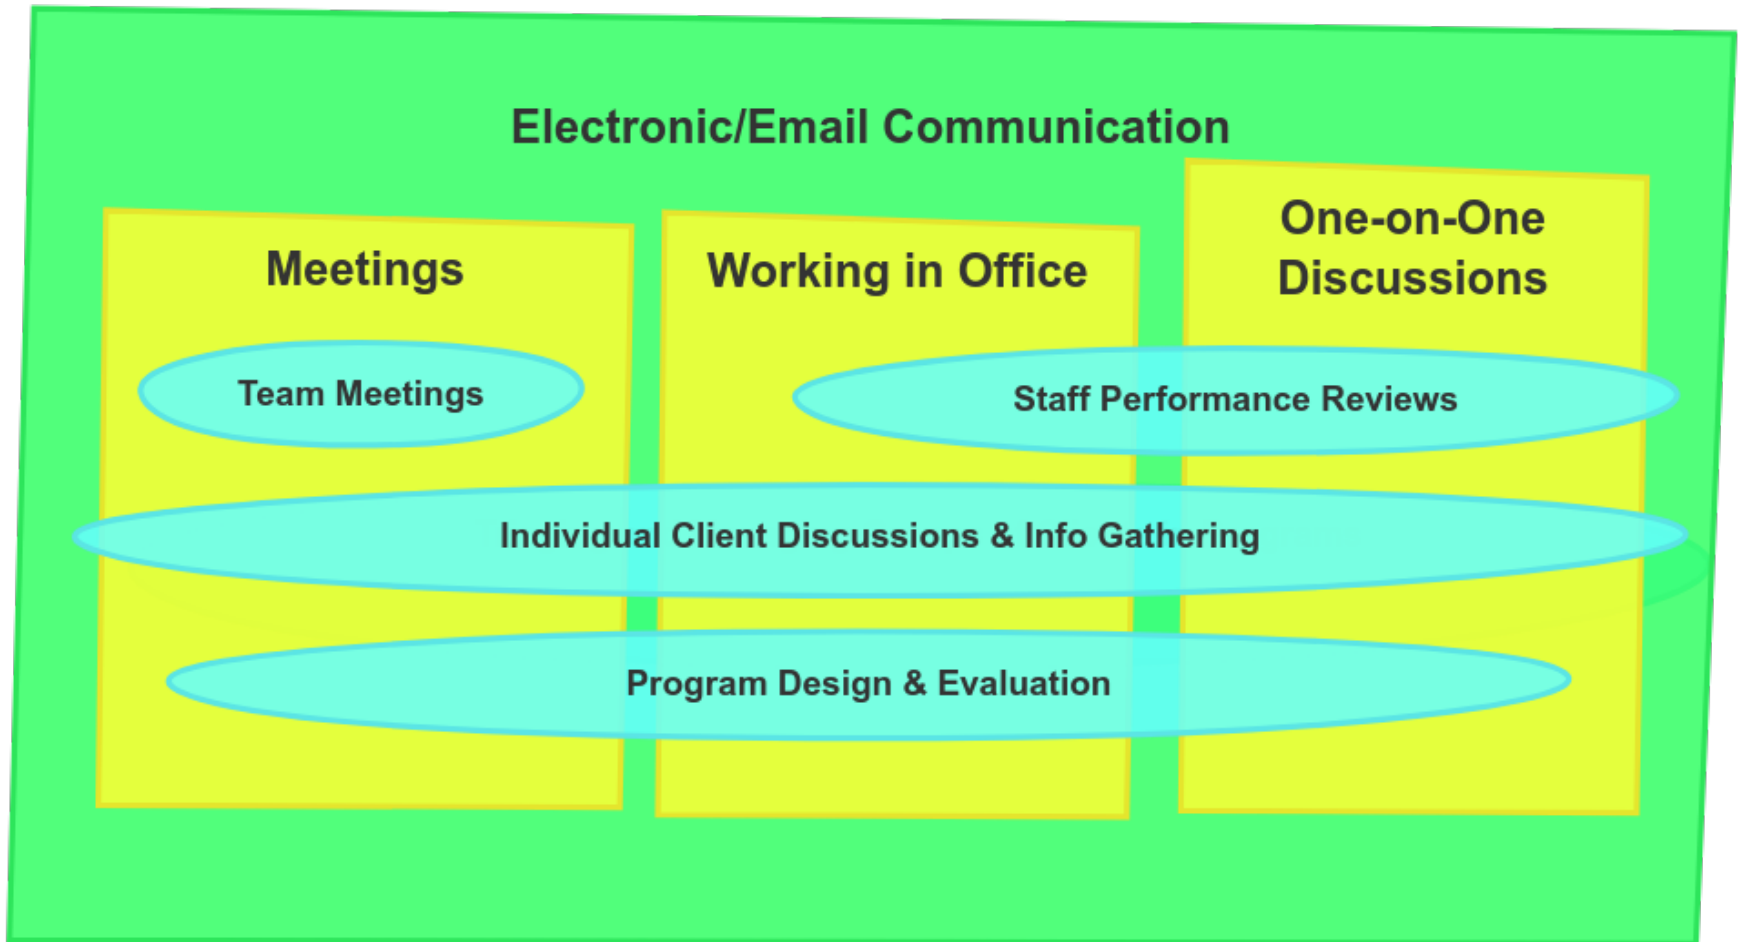 Electronic/Email Communication
Meetings
Working in Office
One-on-One
Discussions
Team Meetings
Staff Performance Reviews
Individual Client Discussions & Info Gathering
Program Design & Evaluation